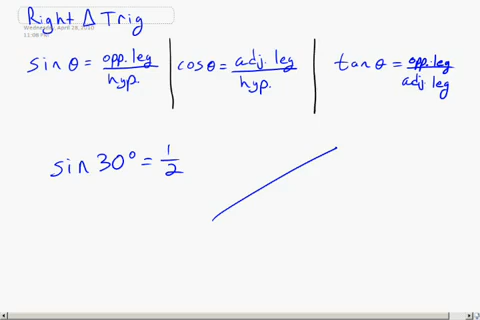 Right Δ Trig
Wednesday, April 28, 2010
11:08 PM
sin θ = opp. leg / hyp. | cos θ = adj. leg / hyp. | tan θ = opp. leg / adj. leg
sin 30° = 1/2